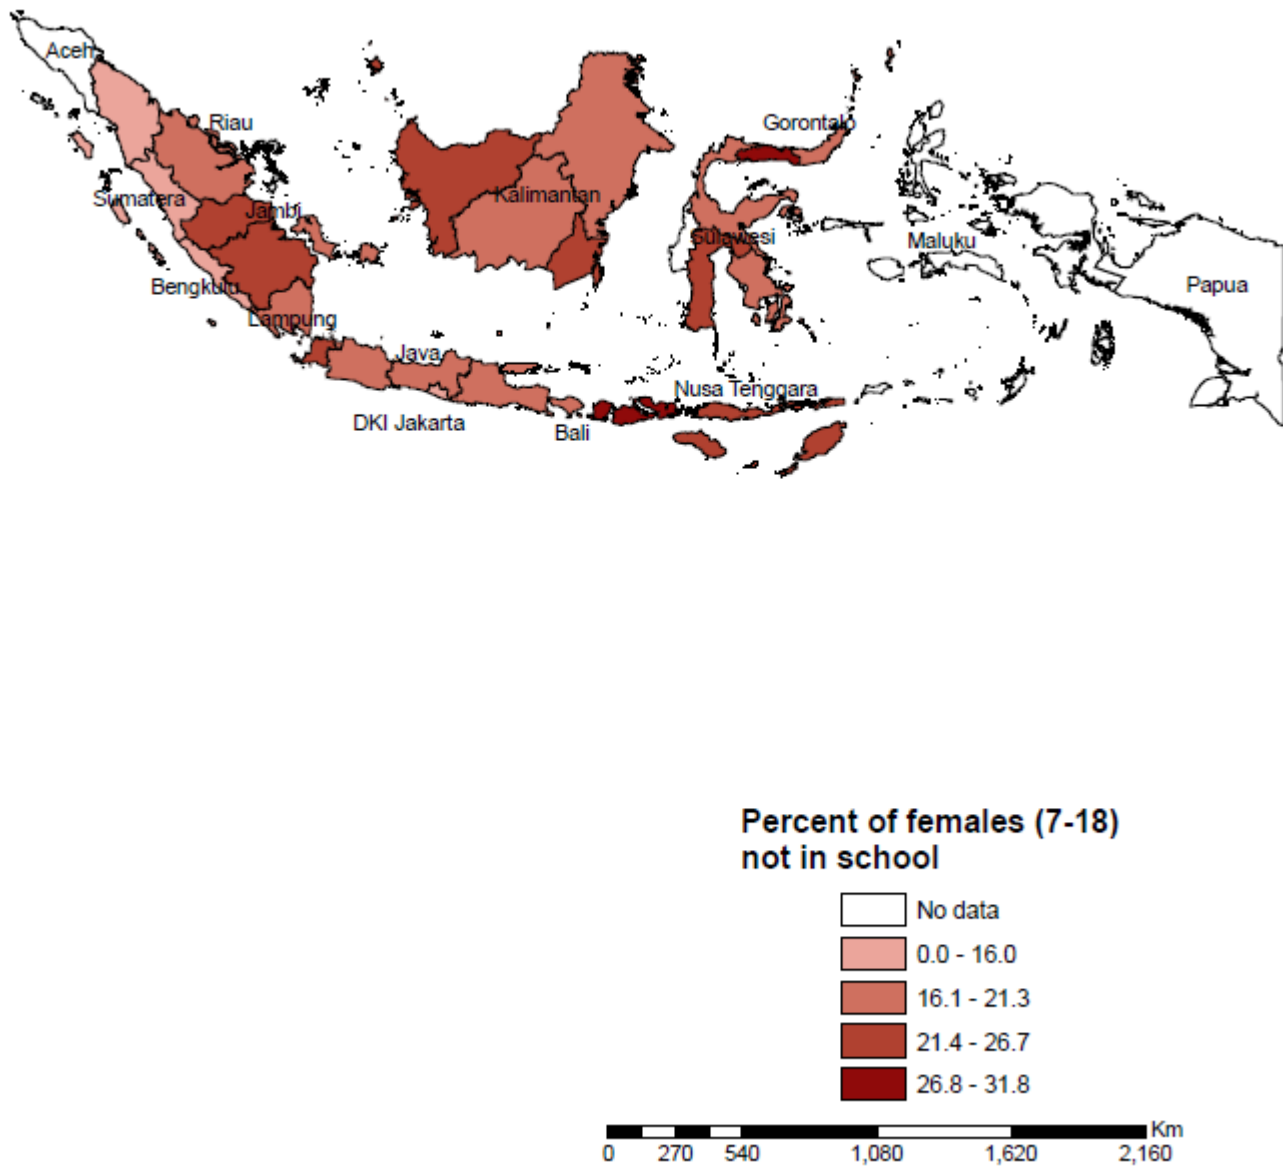 Aceh
Riau
Gorontalo
Sumatera
Jambi
Kalimantan
Sulawesi
Maluku
Papua
Bengkulu
Lampung
Java
Nusa Tenggara
DKI Jakarta
Bali
Percent of females (7-18)
not in school
No data
0.0 - 16.0
16.1 - 21.3
21.4 - 26.7
26.8 - 31.8
Km
0 270 540 1,080 1,620 2,160